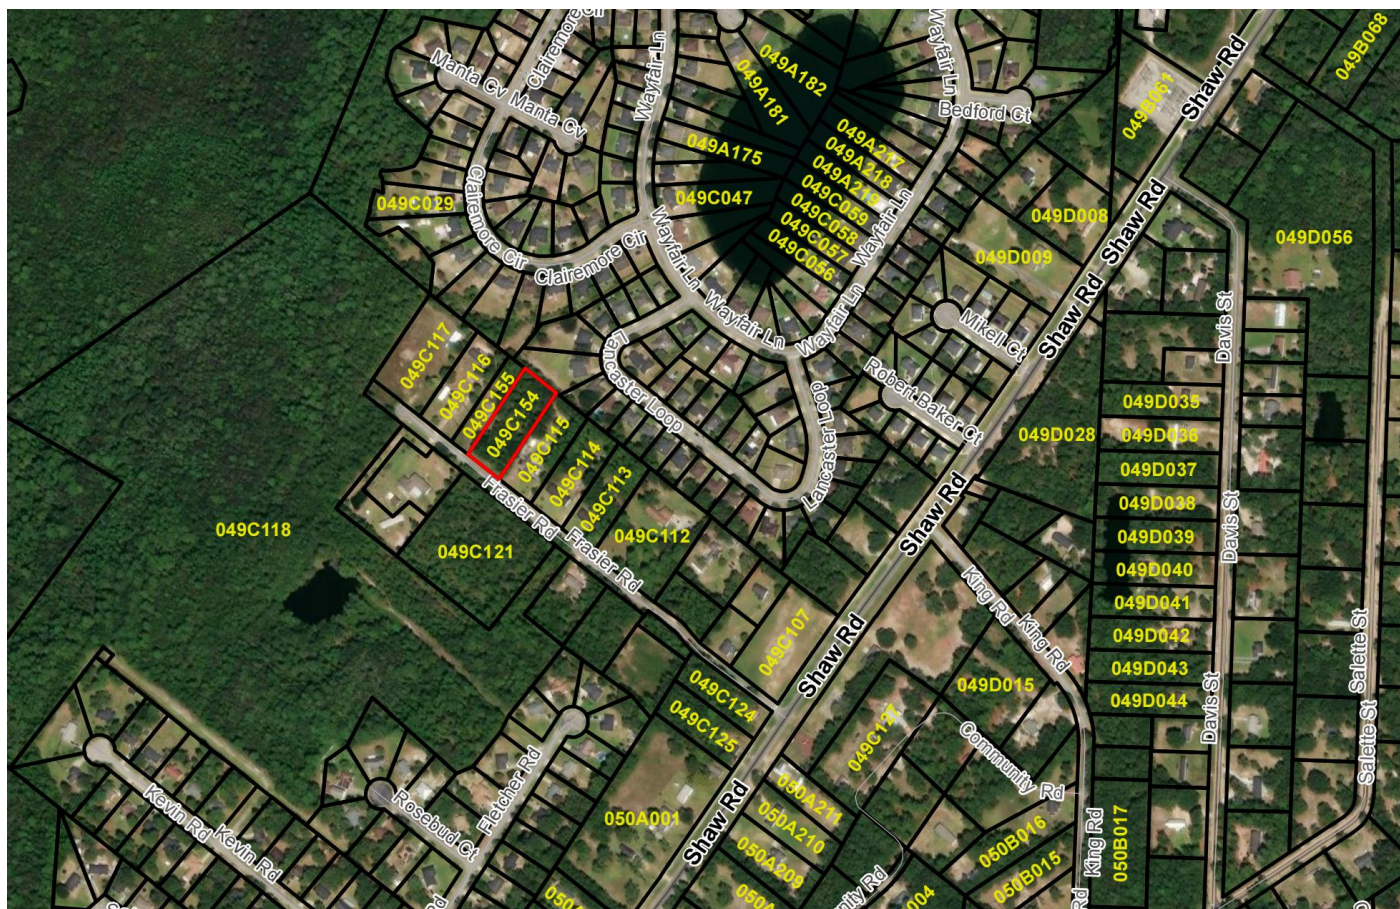 Clairemore Cir
Manta Cv
Manta Cv
Wayfair Ln
049A182
049A181
Wayfair Ln
Bedford Ct
049B068
049B061
Shaw Rd
049A175
049A217
049A218
049A219
049C059
049C058
049C057
049C056
049C047
Wayfair Ln
049C029
Clairemore Cir
Clairemore Cir
Wayfair Ln
Wayfair Ln
Wayfair Ln
049D008
049D009
Shaw Rd
Shaw Rd
049D056
Mikell Ct
Davis St
Robert Baker Ct
Lancaster Loop
Lancaster Loop
049C117
049C116
049C155
049C154
049C115
049C114
049C113
049C112
Frasier Rd
Frasier Rd
049C118
049C121
049D028
049D035
049D036
049D037
049D038
049D039
049D040
049D041
049D042
049D043
049D044
Davis St
Davis St
Shaw Rd
King Rd
King Rd
Salette St
Salette St
049C107
Shaw Rd
049D015
049C124
049C125
049C127
Community Rd
050A001
050A211
050A210
050A209
Shaw Rd
050B016
050B015
050B017
King Rd
Kevin Rd
Kevin Rd
Rosebud Ct
Fletcher Rd